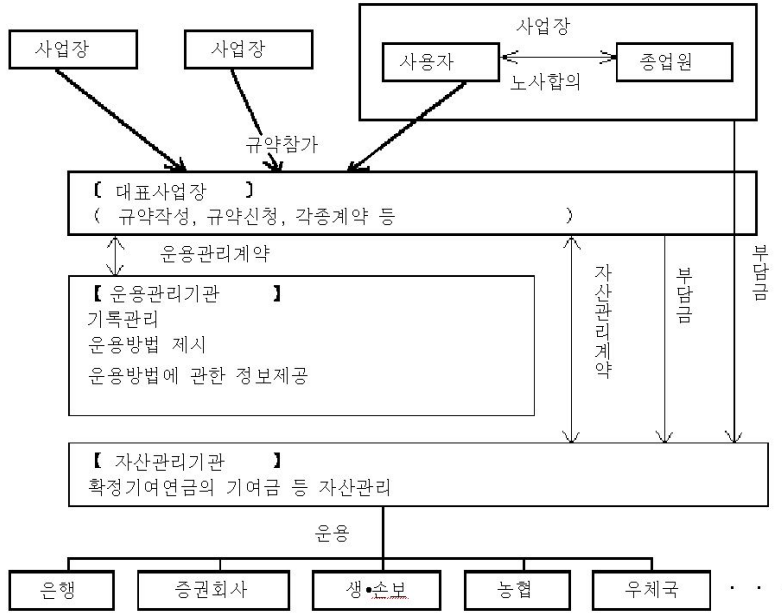 사업장
사업장
사업장
사용자
종업원
노사합의
규약참가
〔 대표사업장 〕
( 규약작성, 규약신청, 각종계약 등 )
운용관리계약
자산관리계약
부담금
부담금
【 운용관리기관 】
기록관리
운용방법 제시
운용방법에 관한 정보제공
【 자산관리기관 】
확정기여연금의 기여금 등 자산관리
운용
은행
증권회사
생•손보
농협
우체국
· · ·